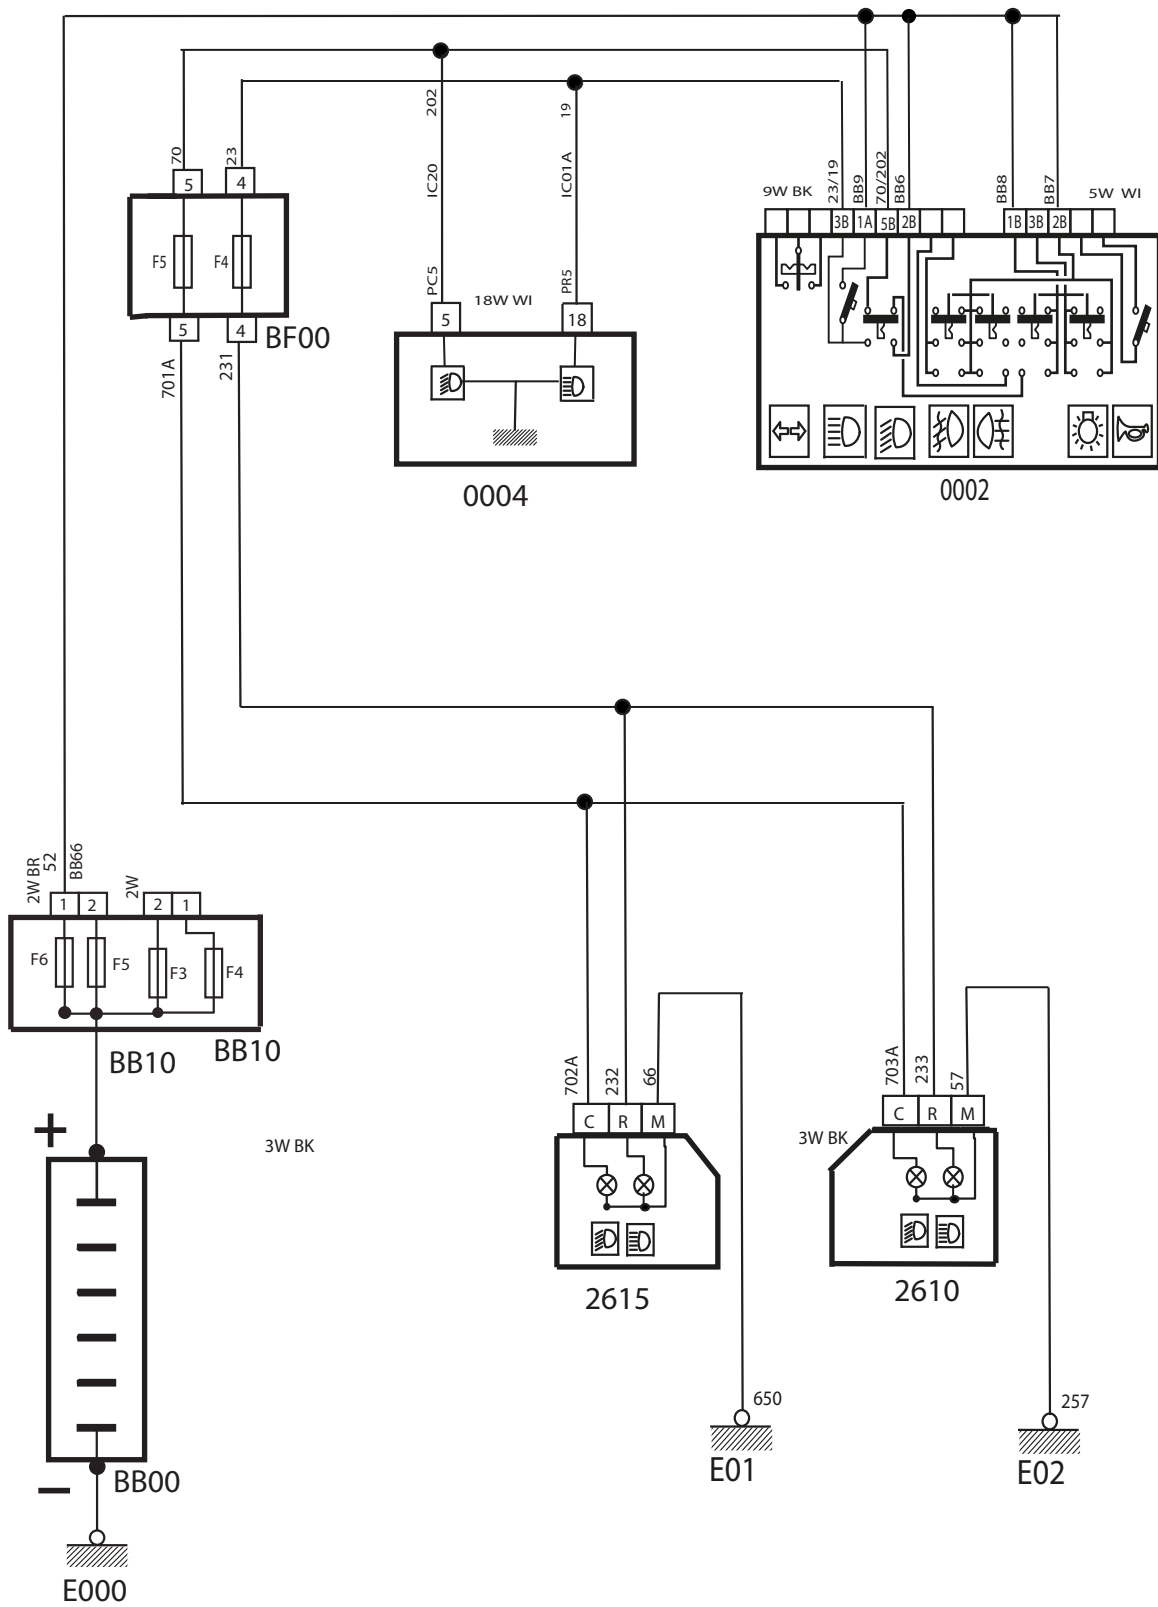 202
19
70
23
IC20
IC01A
23/19
BB9
70/202
BB6
BB8
BB7
9W BK
5W WI
5
4
3B
1A
5B
2B
1B
3B
2B
F5
F4
PC5
PR5
18W WI
5
18
5
4
BF00
701A
231
0004
0002
2W BR
52
BB66
2W
1
2
2
1
F6
F5
F3
F4
BB10
BB10
702A
232
66
703A
233
57
+
3W BK
C
R
M
3W BK
C
R
M
2615
2610
650
257
E01
E02
BB00
−
E000